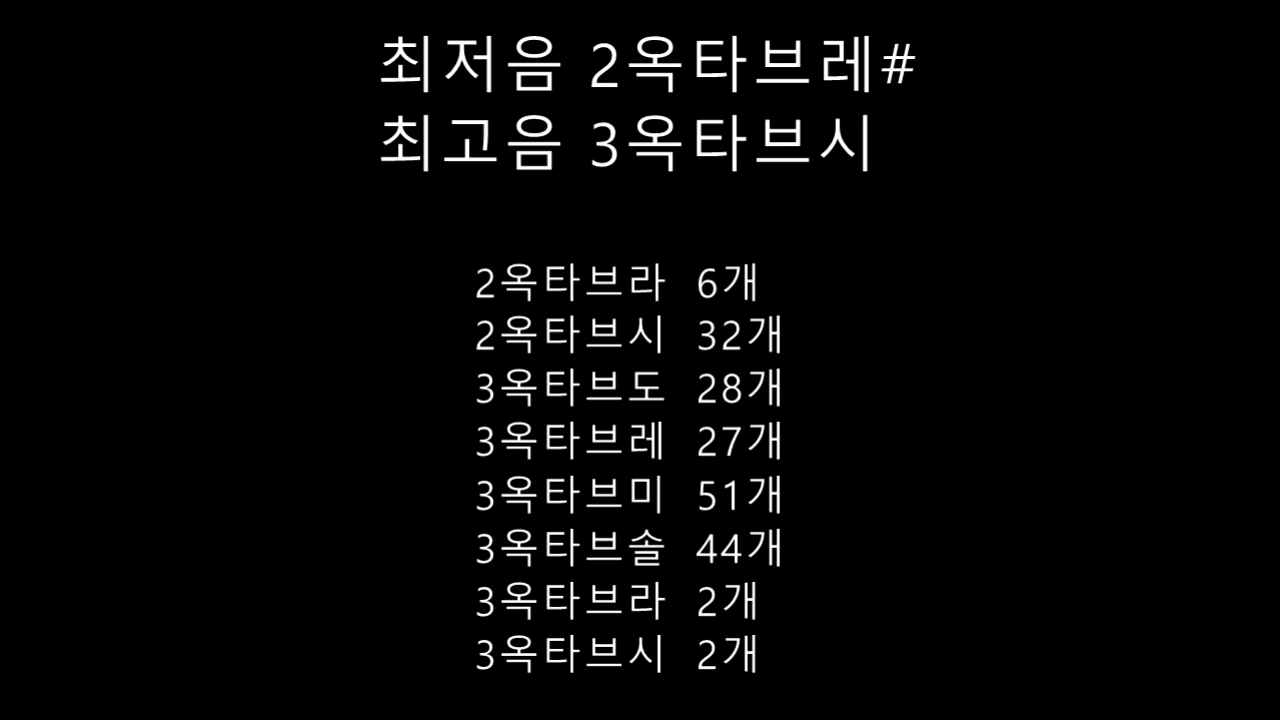 최저음 2옥타브레#
최고음 3옥타브시
2옥타브라 6개
2옥타브시 32개
3옥타브도 28개
3옥타브레 27개
3옥타브미 51개
3옥타브솔 44개
3옥타브라 2개
3옥타브시 2개